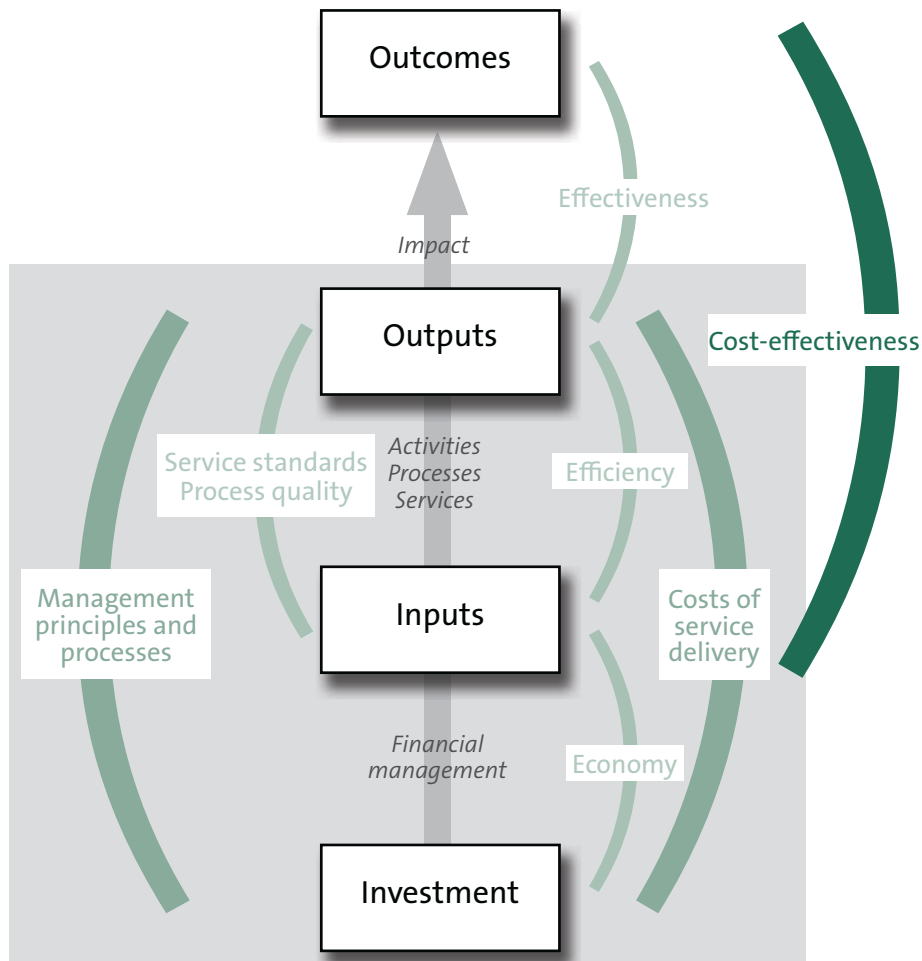 Outcomes
Effectiveness
Impact
Outputs
Cost-effectiveness
Service standards
Process quality
Activities
Processes
Services
Efficiency
Management
principles and
processes
Inputs
Costs of
service
delivery
Financial
management
Economy
Investment